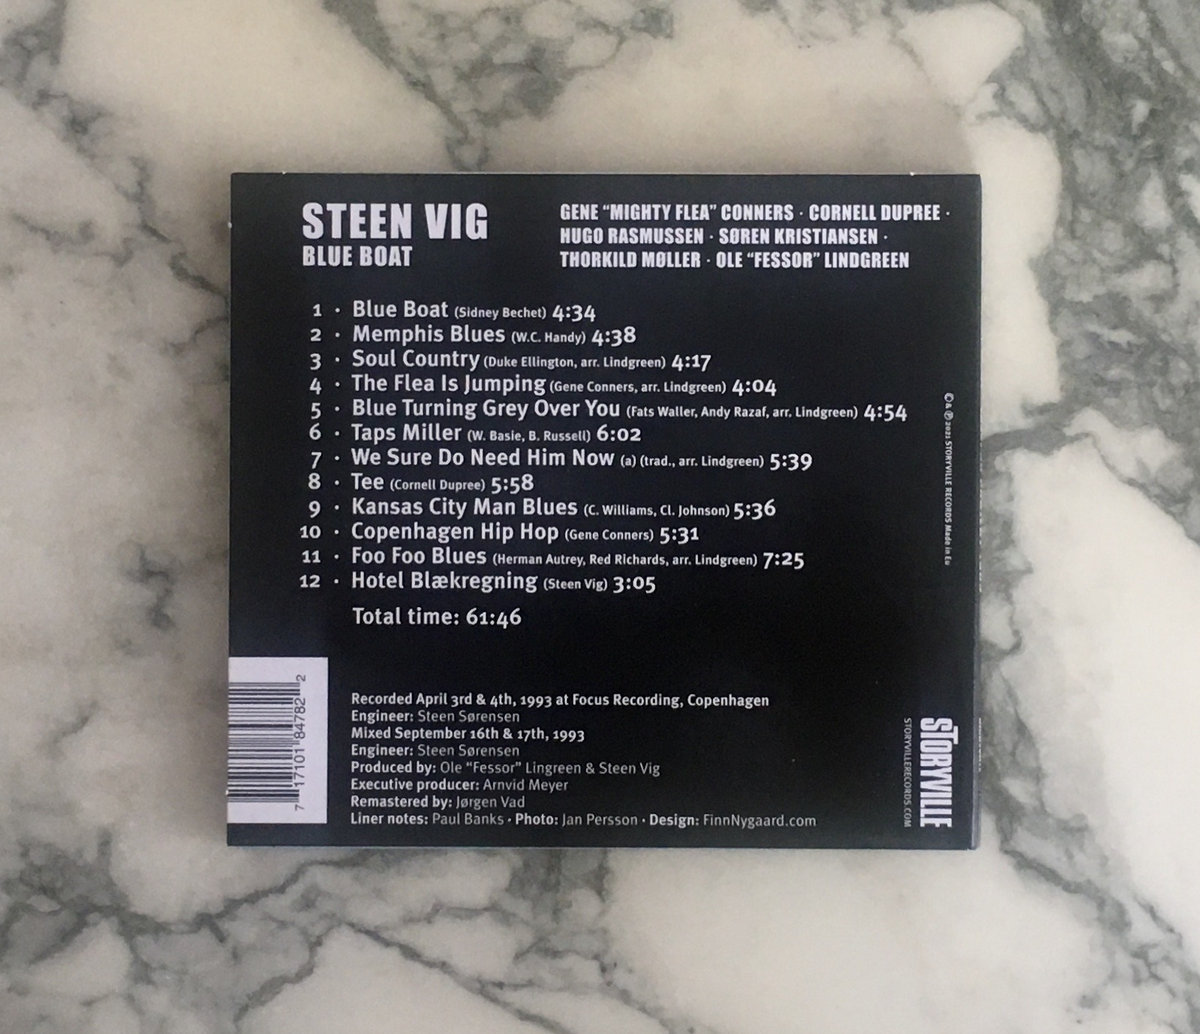 STEEN VIG
BLUE BOAT
GENE “MIGHTY FLEA” CONNERS · CORNELL DUPREE ·
HUGO RASMUSSEN · SØREN KRISTIANSEN ·
THORKILD MØLLER · OLE “FESSOR” LINDGREEN
1 · Blue Boat (Sidney Bechet) 4:34
2 · Memphis Blues (W.C. Handy) 4:38
3 · Soul Country (Duke Ellington, arr. Lindgreen) 4:17
4 · The Flea Is Jumping (Gene Conners, arr. Lindgreen) 4:04
5 · Blue Turning Grey Over You (Fats Waller, Andy Razaf, arr. Lindgreen) 4:54
6 · Taps Miller (W. Basie, B. Russell) 6:02
7 · We Sure Do Need Him Now (a) (trad., arr. Lindgreen) 5:39
8 · Tee (Cornell Dupree) 5:58
9 · Kansas City Man Blues (C. Williams, Cl. Johnson) 5:36
10 · Copenhagen Hip Hop (Gene Conners) 5:31
11 · Foo Foo Blues (Herman Autrey, Red Richards, arr. Lindgreen) 7:25
12 · Hotel Blækregning (Steen Vig) 3:05
Total time: 61:46
© & ℗ 2021 STORYVILLE RECORDS Made in Eu
7 17101 84782 2
Recorded April 3rd & 4th, 1993 at Focus Recording, Copenhagen
Engineer: Steen Sørensen
Mixed September 16th & 17th, 1993
Engineer: Steen Sørensen
Produced by: Ole “Fessor” Lingreen & Steen Vig
Executive producer: Arnvid Meyer
Remastered by: Jørgen Vad
Liner notes: Paul Banks · Photo: Jan Persson · Design: FinnNygaard.com
STORYVILLE
STORYVILLERECORDS.COM